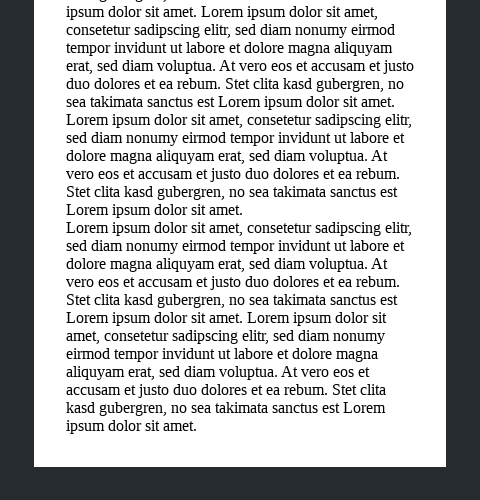 ipsum dolor sit amet. Lorem ipsum dolor sit amet,
consetetur sadipscing elitr, sed diam nonumy eirmod
tempor invidunt ut labore et dolore magna aliquyam
erat, sed diam voluptua. At vero eos et accusam et justo
duo dolores et ea rebum. Stet clita kasd gubergren, no
sea takimata sanctus est Lorem ipsum dolor sit amet.
Lorem ipsum dolor sit amet, consetetur sadipscing elitr,
sed diam nonumy eirmod tempor invidunt ut labore et
dolore magna aliquyam erat, sed diam voluptua. At
vero eos et accusam et justo duo dolores et ea rebum.
Stet clita kasd gubergren, no sea takimata sanctus est
Lorem ipsum dolor sit amet.
Lorem ipsum dolor sit amet, consetetur sadipscing elitr,
sed diam nonumy eirmod tempor invidunt ut labore et
dolore magna aliquyam erat, sed diam voluptua. At
vero eos et accusam et justo duo dolores et ea rebum.
Stet clita kasd gubergren, no sea takimata sanctus est
Lorem ipsum dolor sit amet. Lorem ipsum dolor sit
amet, consetetur sadipscing elitr, sed diam nonumy
eirmod tempor invidunt ut labore et dolore magna
aliquyam erat, sed diam voluptua. At vero eos et
accusam et justo duo dolores et ea rebum. Stet clita
kasd gubergren, no sea takimata sanctus est Lorem
ipsum dolor sit amet.